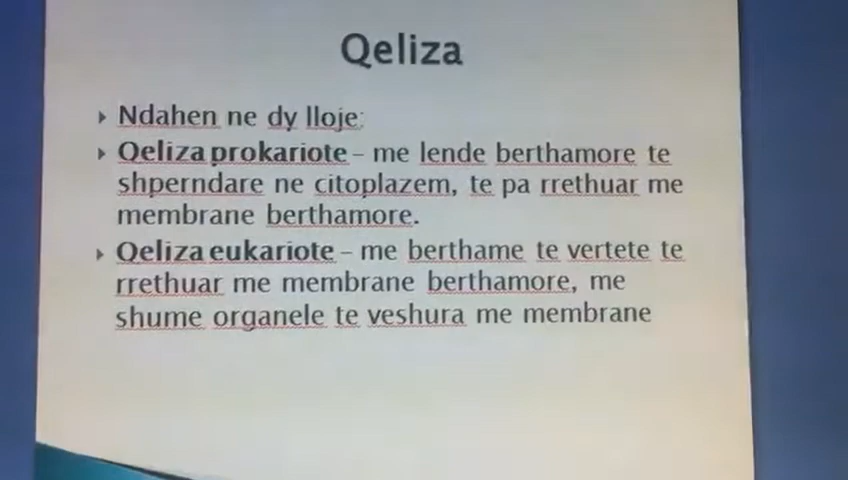 Qeliza
Ndahen ne dy lloje:
Qeliza prokariote – me lende berthamore te
shperndare ne citoplazem, te pa rrethuar me
membrane berthamore.
Qeliza eukariote – me berthame te vertete te
rrethuar me membrane berthamore, me
shume organele te veshura me membrane